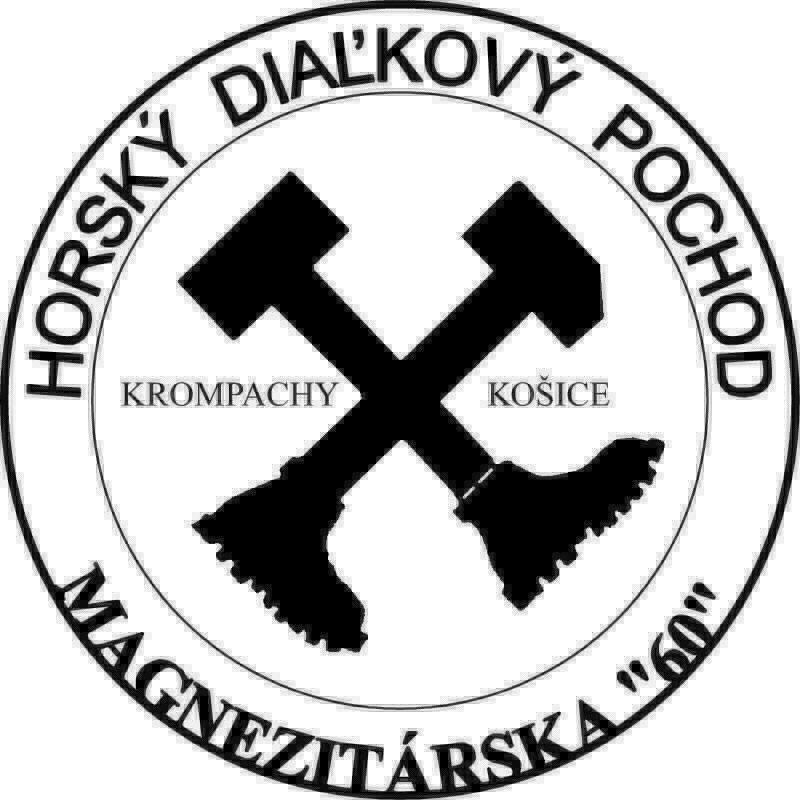 HORSKÝ DIAĽKOVÝ POCHOD
KROMPACHY KOŠICE
MAGNEZITÁRSKA "60"